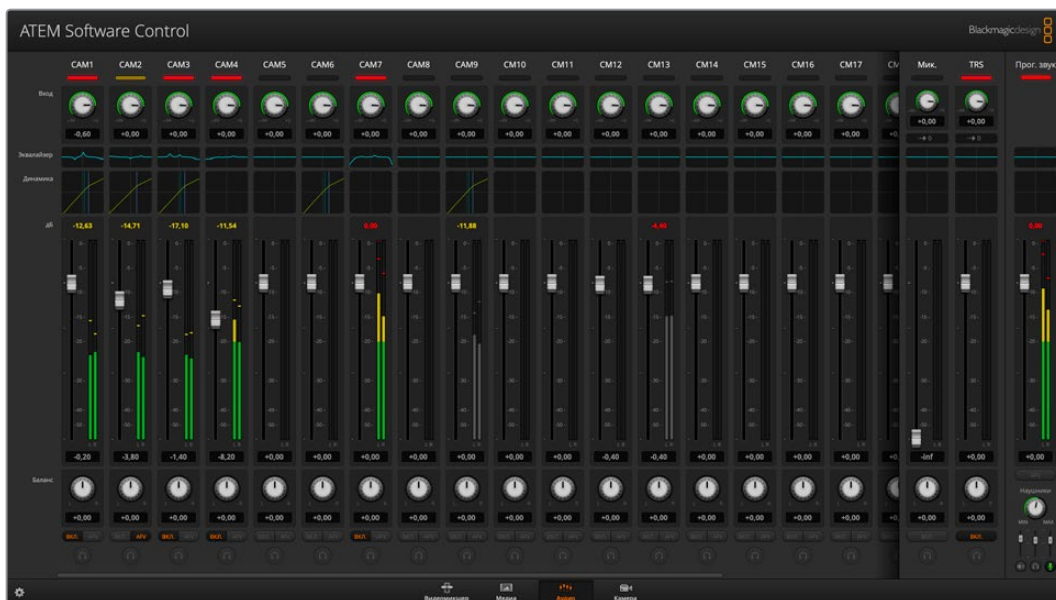 ATEM Software Control
Blackmagicdesign
CAM1 CAM2 CAM3 CAM4 CAM5 CAM6 CAM7 CAM8 CAM9 CM10 CM11 CM12 CM13 CM14 CM15 CM16 CM17 Мик. TRS Прог. звук
Вход
-0,60 +0,00 +0,00 +0,00 +0,00 +0,00 +0,00 +0,00 +0,00 +0,00 +0,00 +0,00 +0,00 +0,00 +0,00 +0,00 +0,00 +0,00 +0,00
Эквалайзер
Динамика
дБ -12,63 -14,71 -17,10 -11,54 0,00 -11,88 -4,60 0,00
-0,20 -3,80 -1,40 -8,20 +0,00 +0,00 +0,00 +0,00 +0,00 +0,00 +0,00 -0,40 -0,40 +0,00 +0,00 +0,00 +0,00 -inf +0,00 +0,00
Баланс
+0,00 +0,00 +0,00 +0,00 +0,00 +0,00 +0,00 +0,00 +0,00 +0,00 +0,00 +0,00 +0,00 +0,00 +0,00 +0,00 +0,00 +0,00 +0,00
ВКЛ. AFV ВКЛ. ВКЛ. ВКЛ. ВКЛ.
Наушники
MIN MAX
Видеомикшер Медиа Аудио Камера